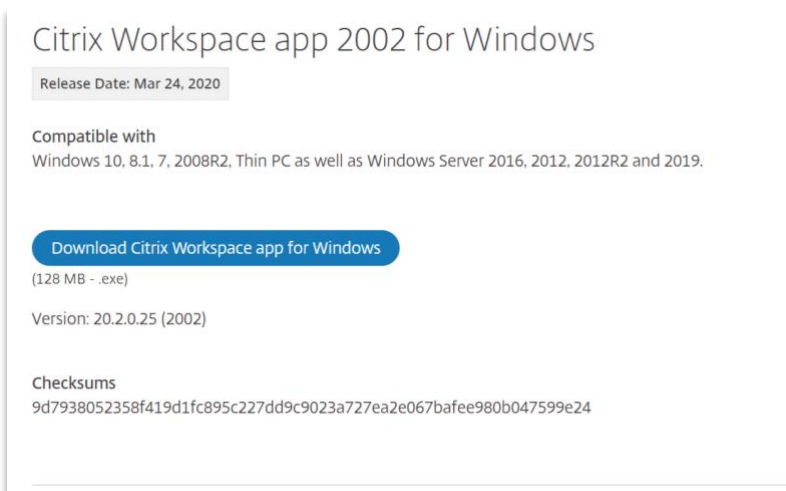 Citrix Workspace app 2002 for Windows
Release Date: Mar 24, 2020
Compatible with
Windows 10, 8.1, 7, 2008R2, Thin PC as well as Windows Server 2016, 2012, 2012R2 and 2019.
Download Citrix Workspace app for Windows
(128 MB - .exe)
Version: 20.2.0.25 (2002)
Checksums
9d7938052358f419d1fc895c227dd9c9023a727ea2e067bafee980b047599e24